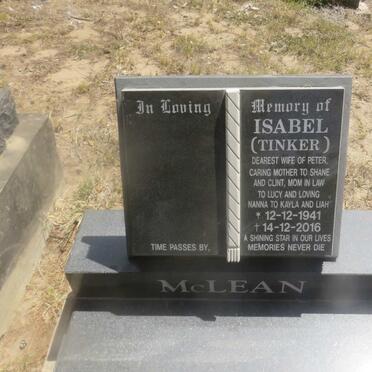 In Loving
TIME PASSES BY,
Memory of
ISABEL
(TINKER)
DEAREST WIFE OF PETER,
CARING MOTHER TO SHANE
AND CLINT, MOM IN LAW
TO LUCY AND LOVING
NANNA TO KAYLA AND LIAH
* 12-12-1941
† 14-12-2016
A SHINING STAR IN OUR LIVES
MEMORIES NEVER DIE
McLEAN